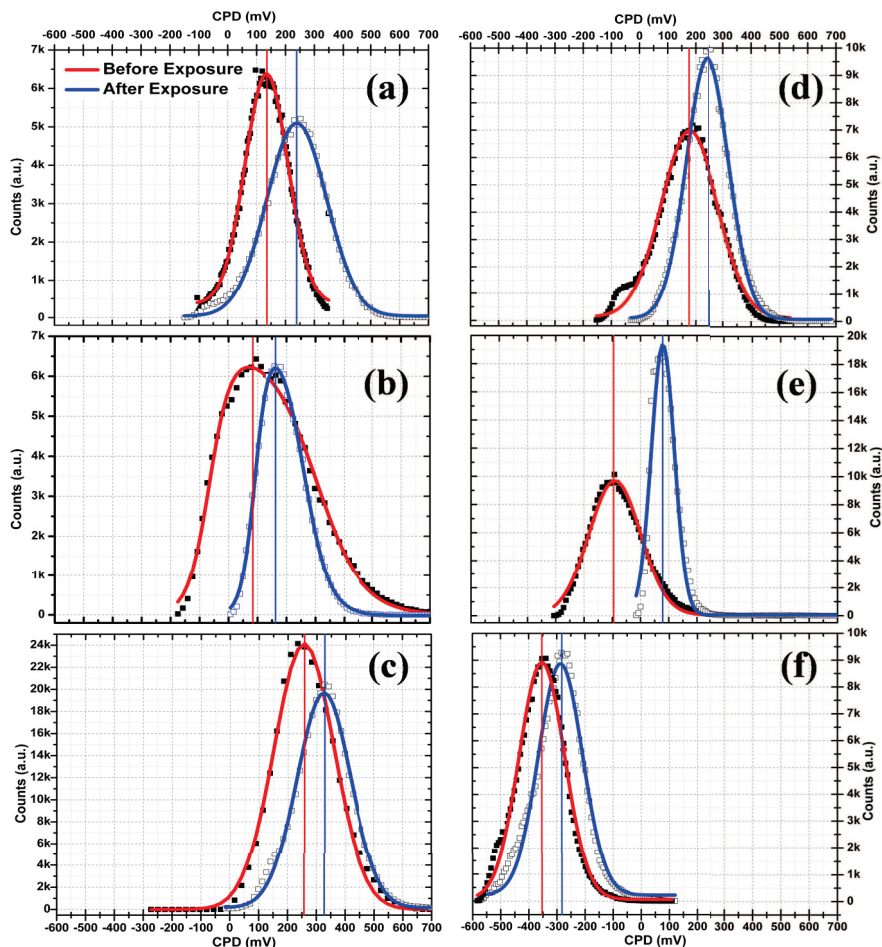 CPD (mV)
-600 -500 -400 -300 -200 -100 0 100 200 300 400 500 600 700
7k
6k
5k
4k
3k
2k
1k
0
Counts (a.u.)
Before Exposure
After Exposure
(a)
7k
6k
5k
4k
3k
2k
1k
0
Counts (a.u.)
(b)
24k
22k
20k
18k
16k
14k
12k
10k
8k
6k
4k
2k
0
Counts (a.u.)
(c)
-600 -500 -400 -300 -200 -100 0 100 200 300 400 500 600 700
CPD (mV)
CPD (mV)
-600 -500 -400 -300 -200 -100 0 100 200 300 400 500 600 700
(d)
10k
9k
8k
7k
6k
5k
4k
3k
2k
1k
0
Counts (a.u.)
(e)
20k
18k
16k
14k
12k
10k
8k
6k
4k
2k
0
Counts (a.u.)
(f)
10k
9k
8k
7k
6k
5k
4k
3k
2k
1k
0
Counts (a.u.)
-600 -500 -400 -300 -200 -100 0 100 200 300 400 500 600 700
CPD (mV)